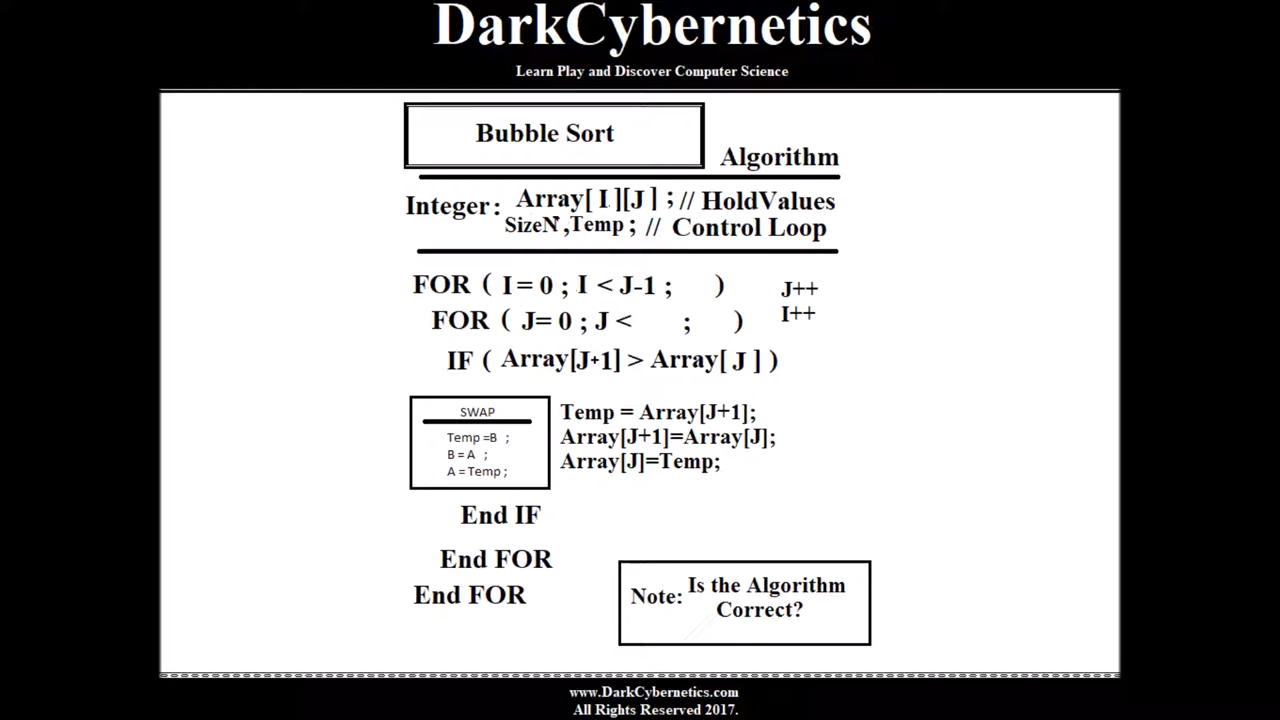 DarkCybernetics
Learn Play and Discover Computer Science
Bubble Sort
Algorithm
Integer: Array[ I ][J ] ; // HoldValues
SizeN ,Temp ; // Control Loop
FOR ( I = 0 ; I < J-1 ; ) J++
I++
FOR ( J= 0 ; J < ; )
IF ( Array[J+1] > Array[ J ] )
SWAP
Temp =B ;
B = A ;
A = Temp ;
Temp = Array[J+1];
Array[J+1]=Array[J];
Array[J]=Temp;
End IF
End FOR
End FOR
Note: Is the Algorithm
Correct?
www.DarkCybernetics.com
All Rights Reserved 2017.